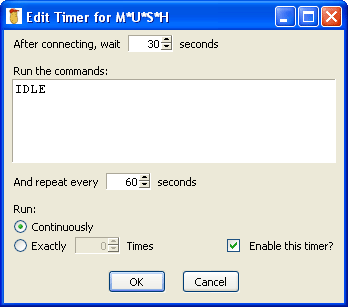 Edit Timer for M*U*S*H
After connecting, wait 30 seconds
Run the commands:
IDLE
And repeat every 60 seconds
Run:
Continuously
Exactly 0 Times Enable this timer?
OK Cancel